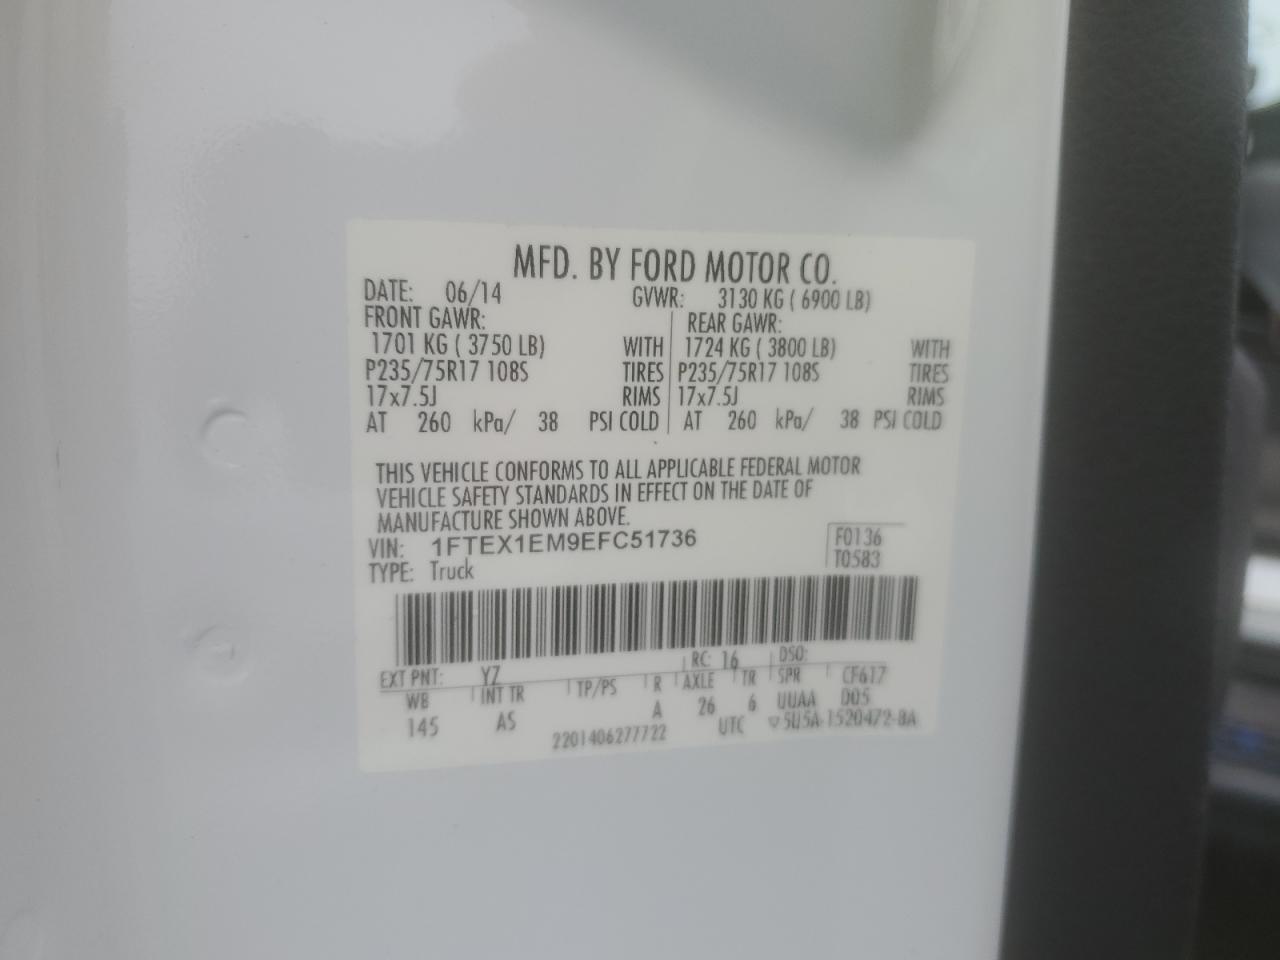 MFD. BY FORD MOTOR CO.
DATE: 06/14 GVWR: 3130 KG ( 6900 LB)
FRONT GAWR: REAR GAWR:
1701 KG ( 3750 LB) WITH 1724 KG ( 3800 LB) WITH
P235/75R17 108S TIRES P235/75R17 108S TIRES
17x7.5J RIMS 17x7.5J RIMS
AT 260 kPa/ 38 PSI COLD AT 260 kPa/ 38 PSI COLD
THIS VEHICLE CONFORMS TO ALL APPLICABLE FEDERAL MOTOR
VEHICLE SAFETY STANDARDS IN EFFECT ON THE DATE OF
MANUFACTURE SHOWN ABOVE.
VIN: 1FTEX1EM9EFC51736 F0136
TYPE: Truck T0583
EXT PNT: YZ RC: 16 DSO:
WB INT TR TP/PS R AXLE TR SPR CF617
145 AS A 26 6 UUAA D05
2201406277722 UTC ▽5U5A-1520472-BA